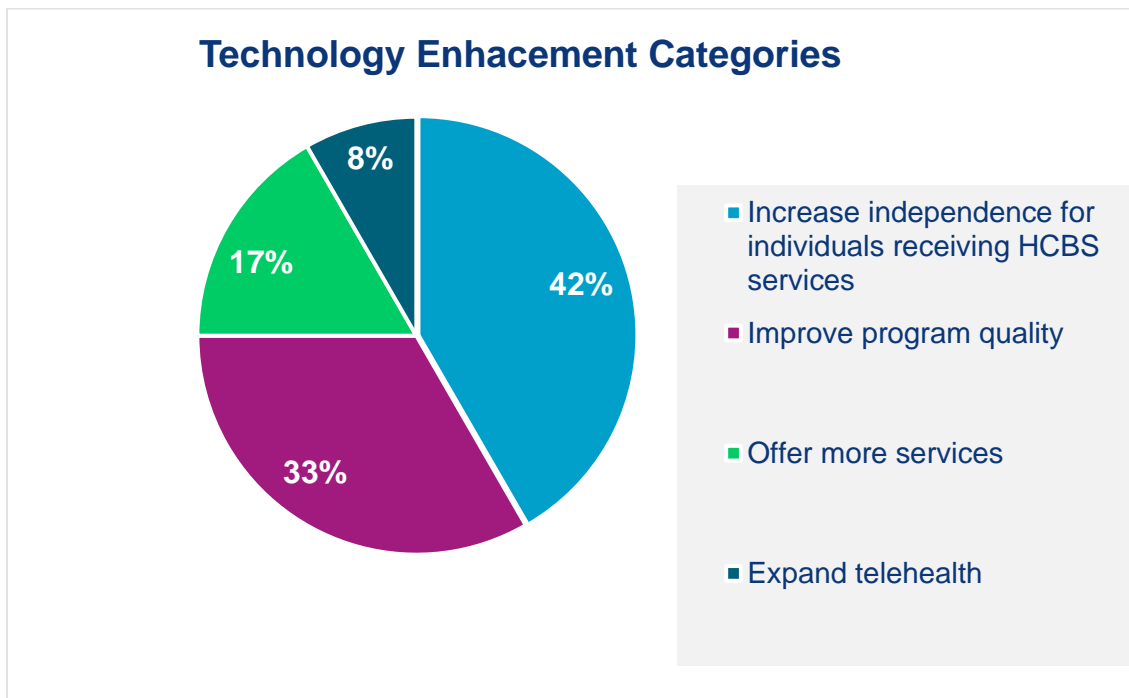 Technology Enhacement Categories
8%
17%
42%
33%
Increase independence for
individuals receiving HCBS
services
Improve program quality
Offer more services
Expand telehealth